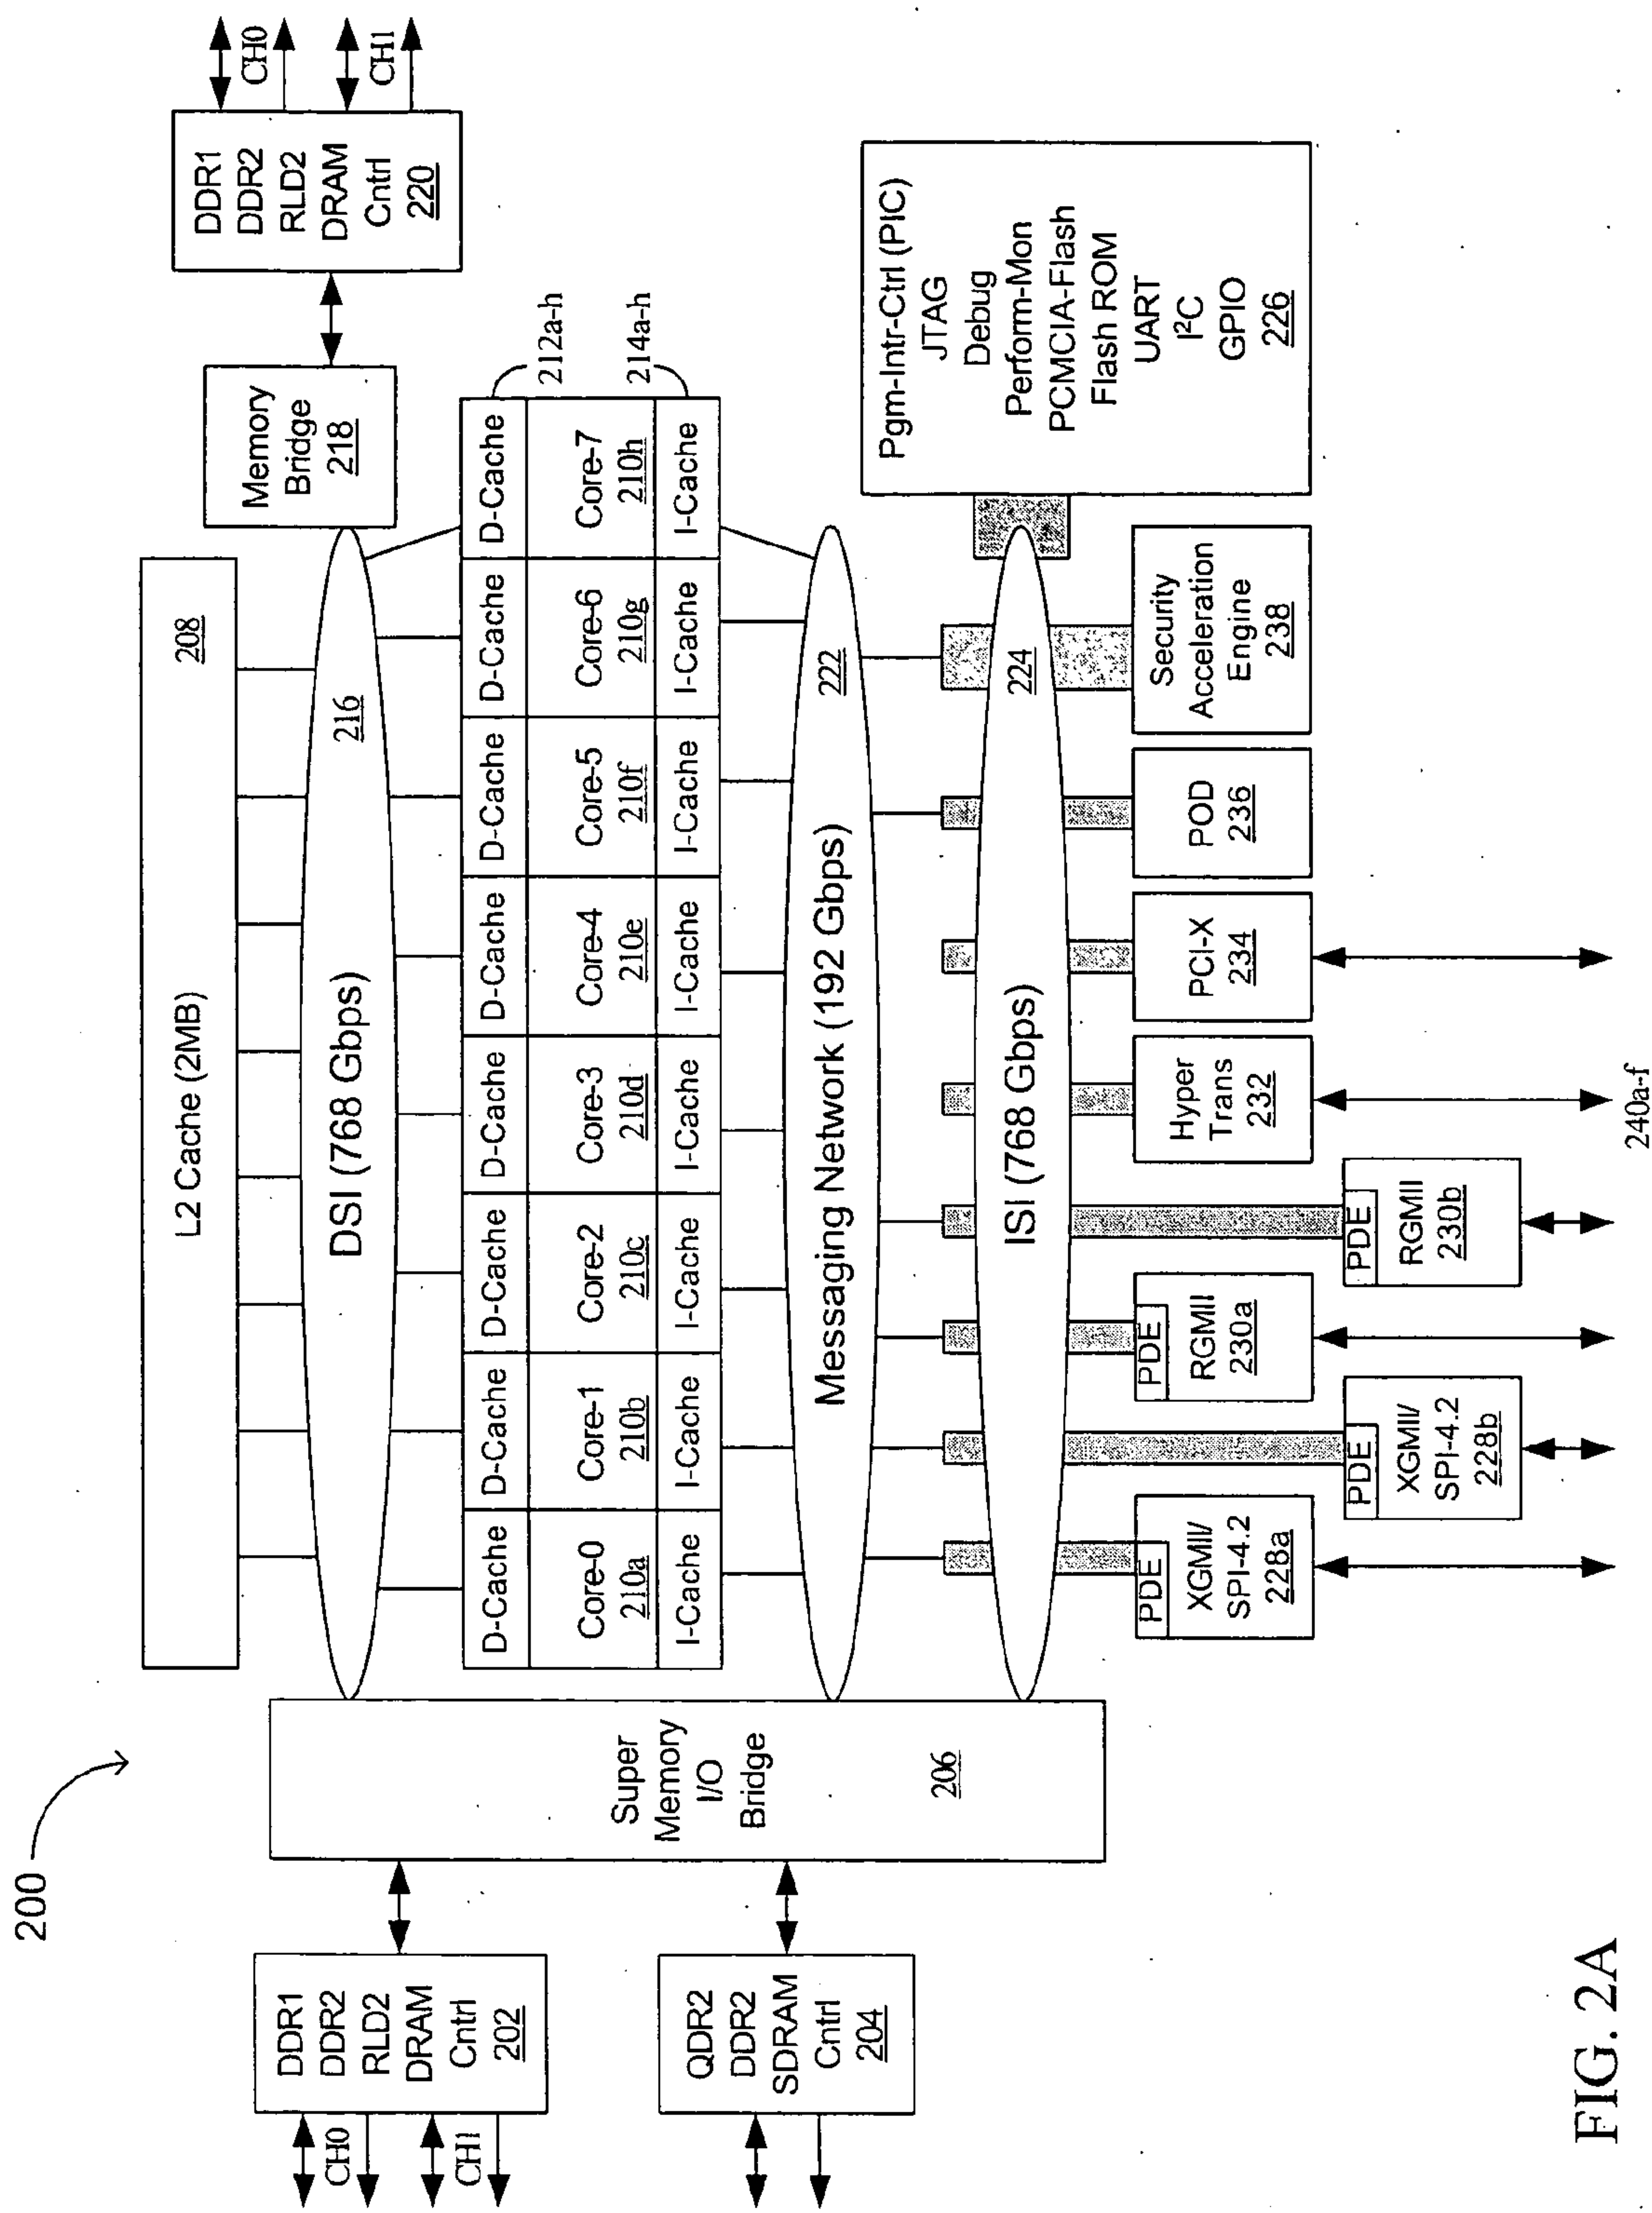 200
L2 Cache (2MB)
208
DDR1
DDR2
RLD2
DRAM
Cntrl
202
CH0
CH1
QDR2
DDR2
SDRAM
Cntrl
204
Super
Memory
I/O
Bridge
206
DSI (768 Gbps)
216
Memory
Bridge
218
DDR1
DDR2
RLD2
DRAM
Cntrl
220
CH0
CH1
D-Cache
D-Cache
D-Cache
D-Cache
D-Cache
D-Cache
D-Cache
D-Cache
212a-h
Core-0
210a
Core-1
210b
Core-2
210c
Core-3
210d
Core-4
210e
Core-5
210f
Core-6
210g
Core-7
210h
I-Cache
I-Cache
I-Cache
I-Cache
I-Cache
I-Cache
I-Cache
I-Cache
214a-h
Messaging Network (192 Gbps)
222
ISI (768 Gbps)
224
Pgm-Intr-Ctrl (PIC)
JTAG
Debug
Perform-Mon
PCMCIA-Flash
Flash ROM
UART
I²C
GPIO
226
PDE
XGMII/
SPI-4.2
228a
PDE
XGMII/
SPI-4.2
228b
PDE
RGMII
230a
PDE
RGMII
230b
Hyper
Trans
232
PCI-X
234
POD
236
Security
Acceleration
Engine
238
240a-f
FIG. 2A